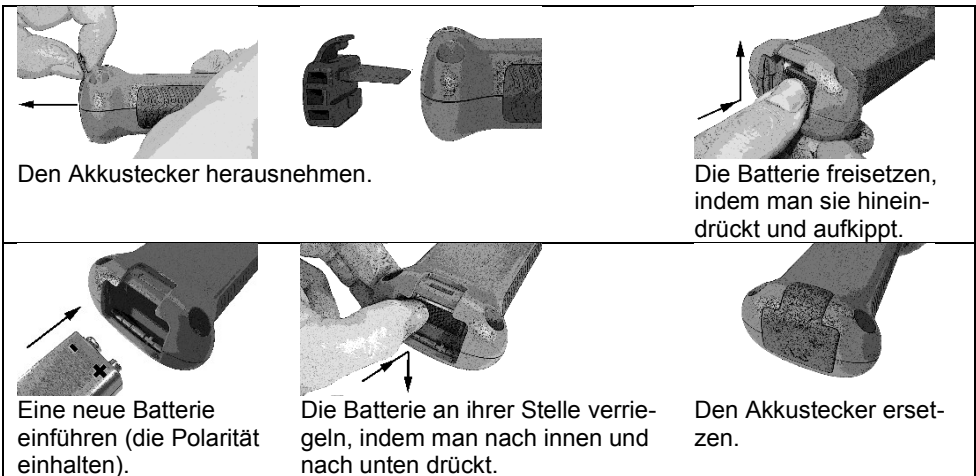 Den Akkustecker herausnehmen.
Die Batterie freisetzen,
indem man sie hinein-
drückt und aufkippt.
- +
Eine neue Batterie
einführen (die Polarität
einhalten).
Die Batterie an ihrer Stelle verrie-
geln, indem man nach innen und
nach unten drückt.
Den Akkustecker erset-
zen.